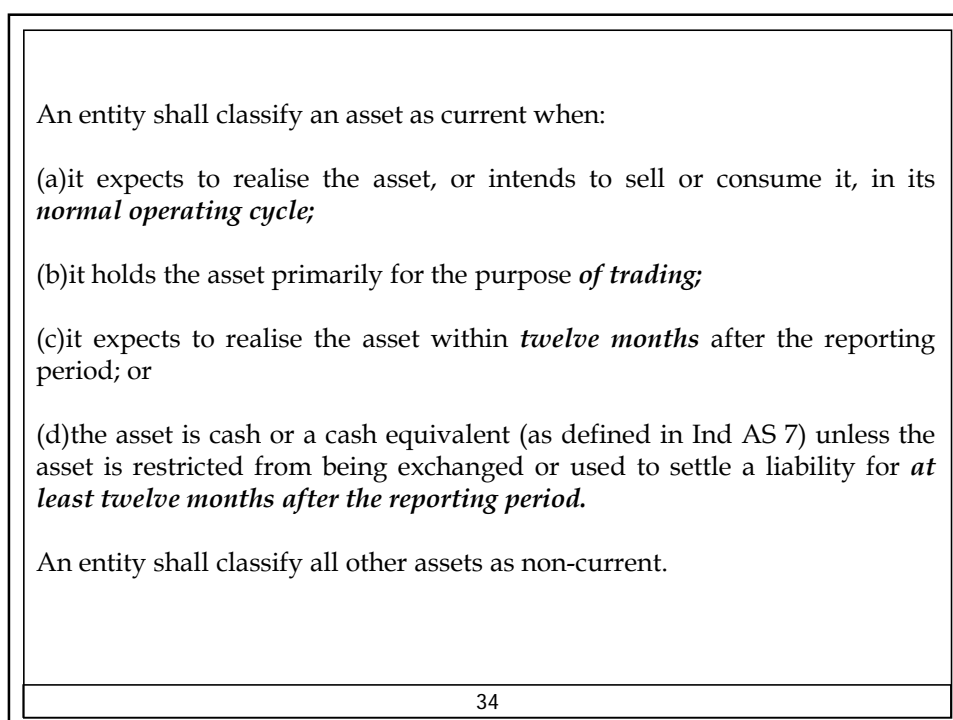 An entity shall classify an asset as current when:
(a)it expects to realise the asset, or intends to sell or consume it, in its
normal operating cycle;
(b)it holds the asset primarily for the purpose of trading;
(c)it expects to realise the asset within twelve months after the reporting
period; or
(d)the asset is cash or a cash equivalent (as defined in Ind AS 7) unless the
asset is restricted from being exchanged or used to settle a liability for at
least twelve months after the reporting period.
An entity shall classify all other assets as non-current.
34